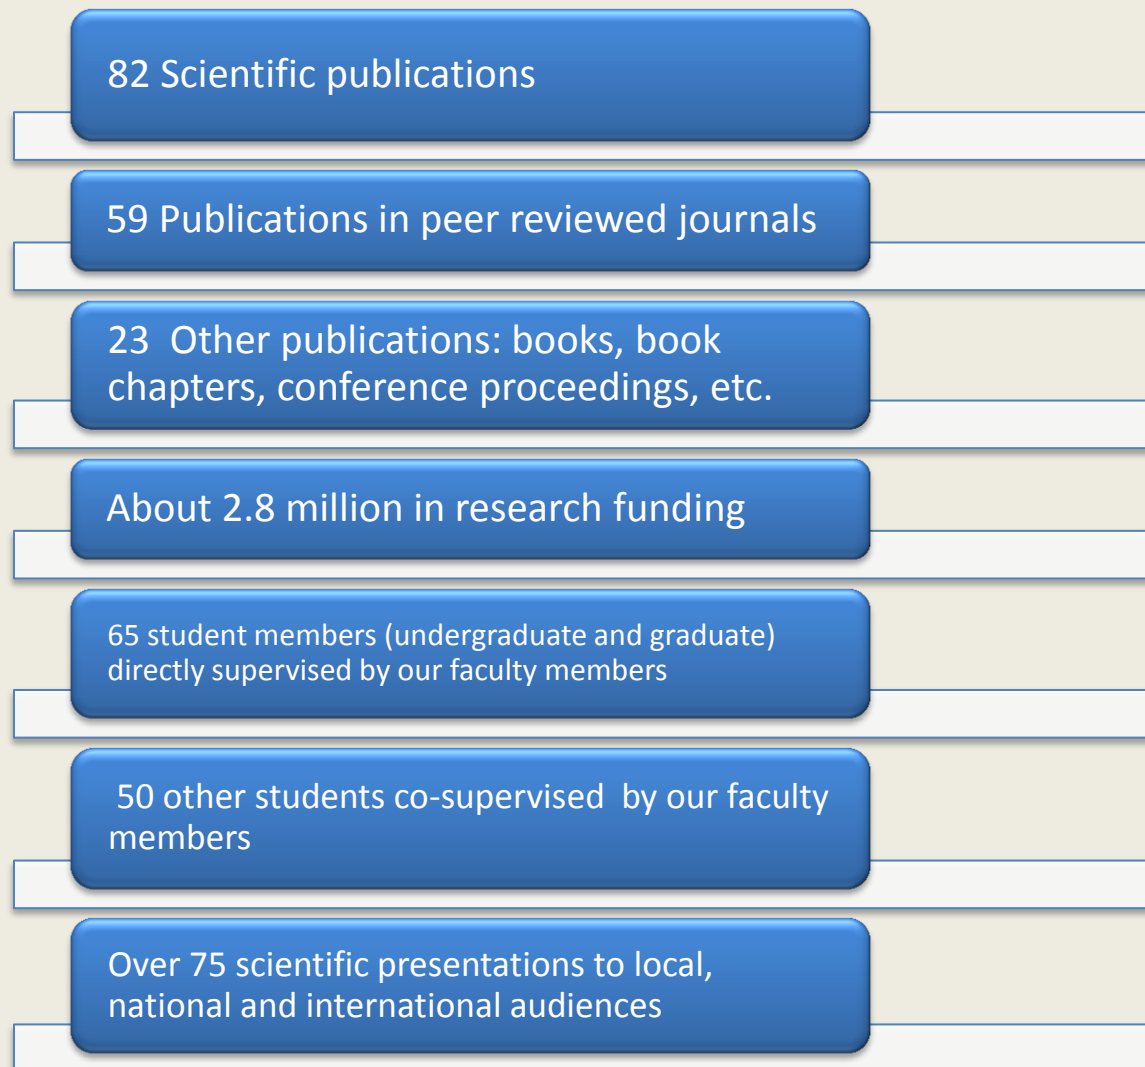 82 Scientific publications
59 Publications in peer reviewed journals
23  Other publications: books, book
chapters, conference proceedings, etc.
About 2.8 million in research funding
65 student members (undergraduate and graduate)
directly supervised by our faculty members
50 other students co-supervised  by our faculty
members
Over 75 scientific presentations to local,
national and international audiences